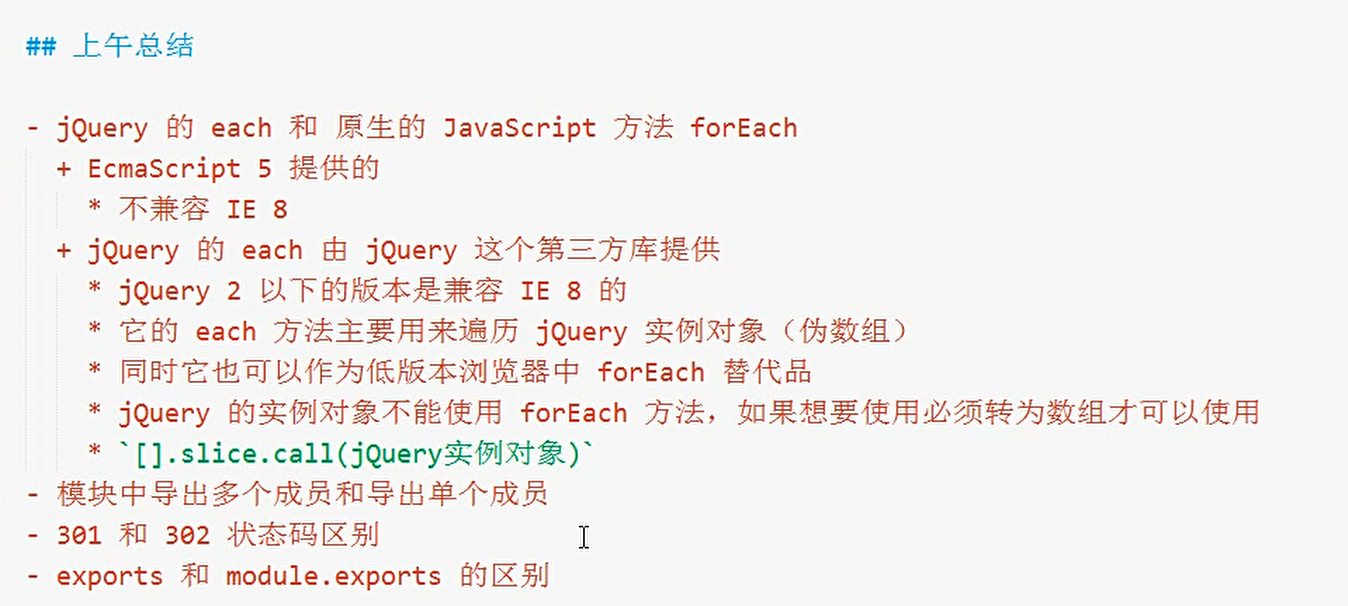 ## 上午总结
- jQuery 的 each 和 原生的 JavaScript 方法 forEach
+ EcmaScript 5 提供的
* 不兼容 IE 8
+ jQuery 的 each 由 jQuery 这个第三方库提供
* jQuery 2 以下的版本是兼容 IE 8 的
* 它的 each 方法主要用来遍历 jQuery 实例对象（伪数组）
* 同时它也可以作为低版本浏览器中 forEach 替代品
* jQuery 的实例对象不能使用 forEach 方法，如果想要使用必须转为数组才可以使用
* `[].slice.call(jQuery实例对象)`
- 模块中导出多个成员和导出单个成员
- 301 和 302 状态码区别
- exports 和 module.exports 的区别